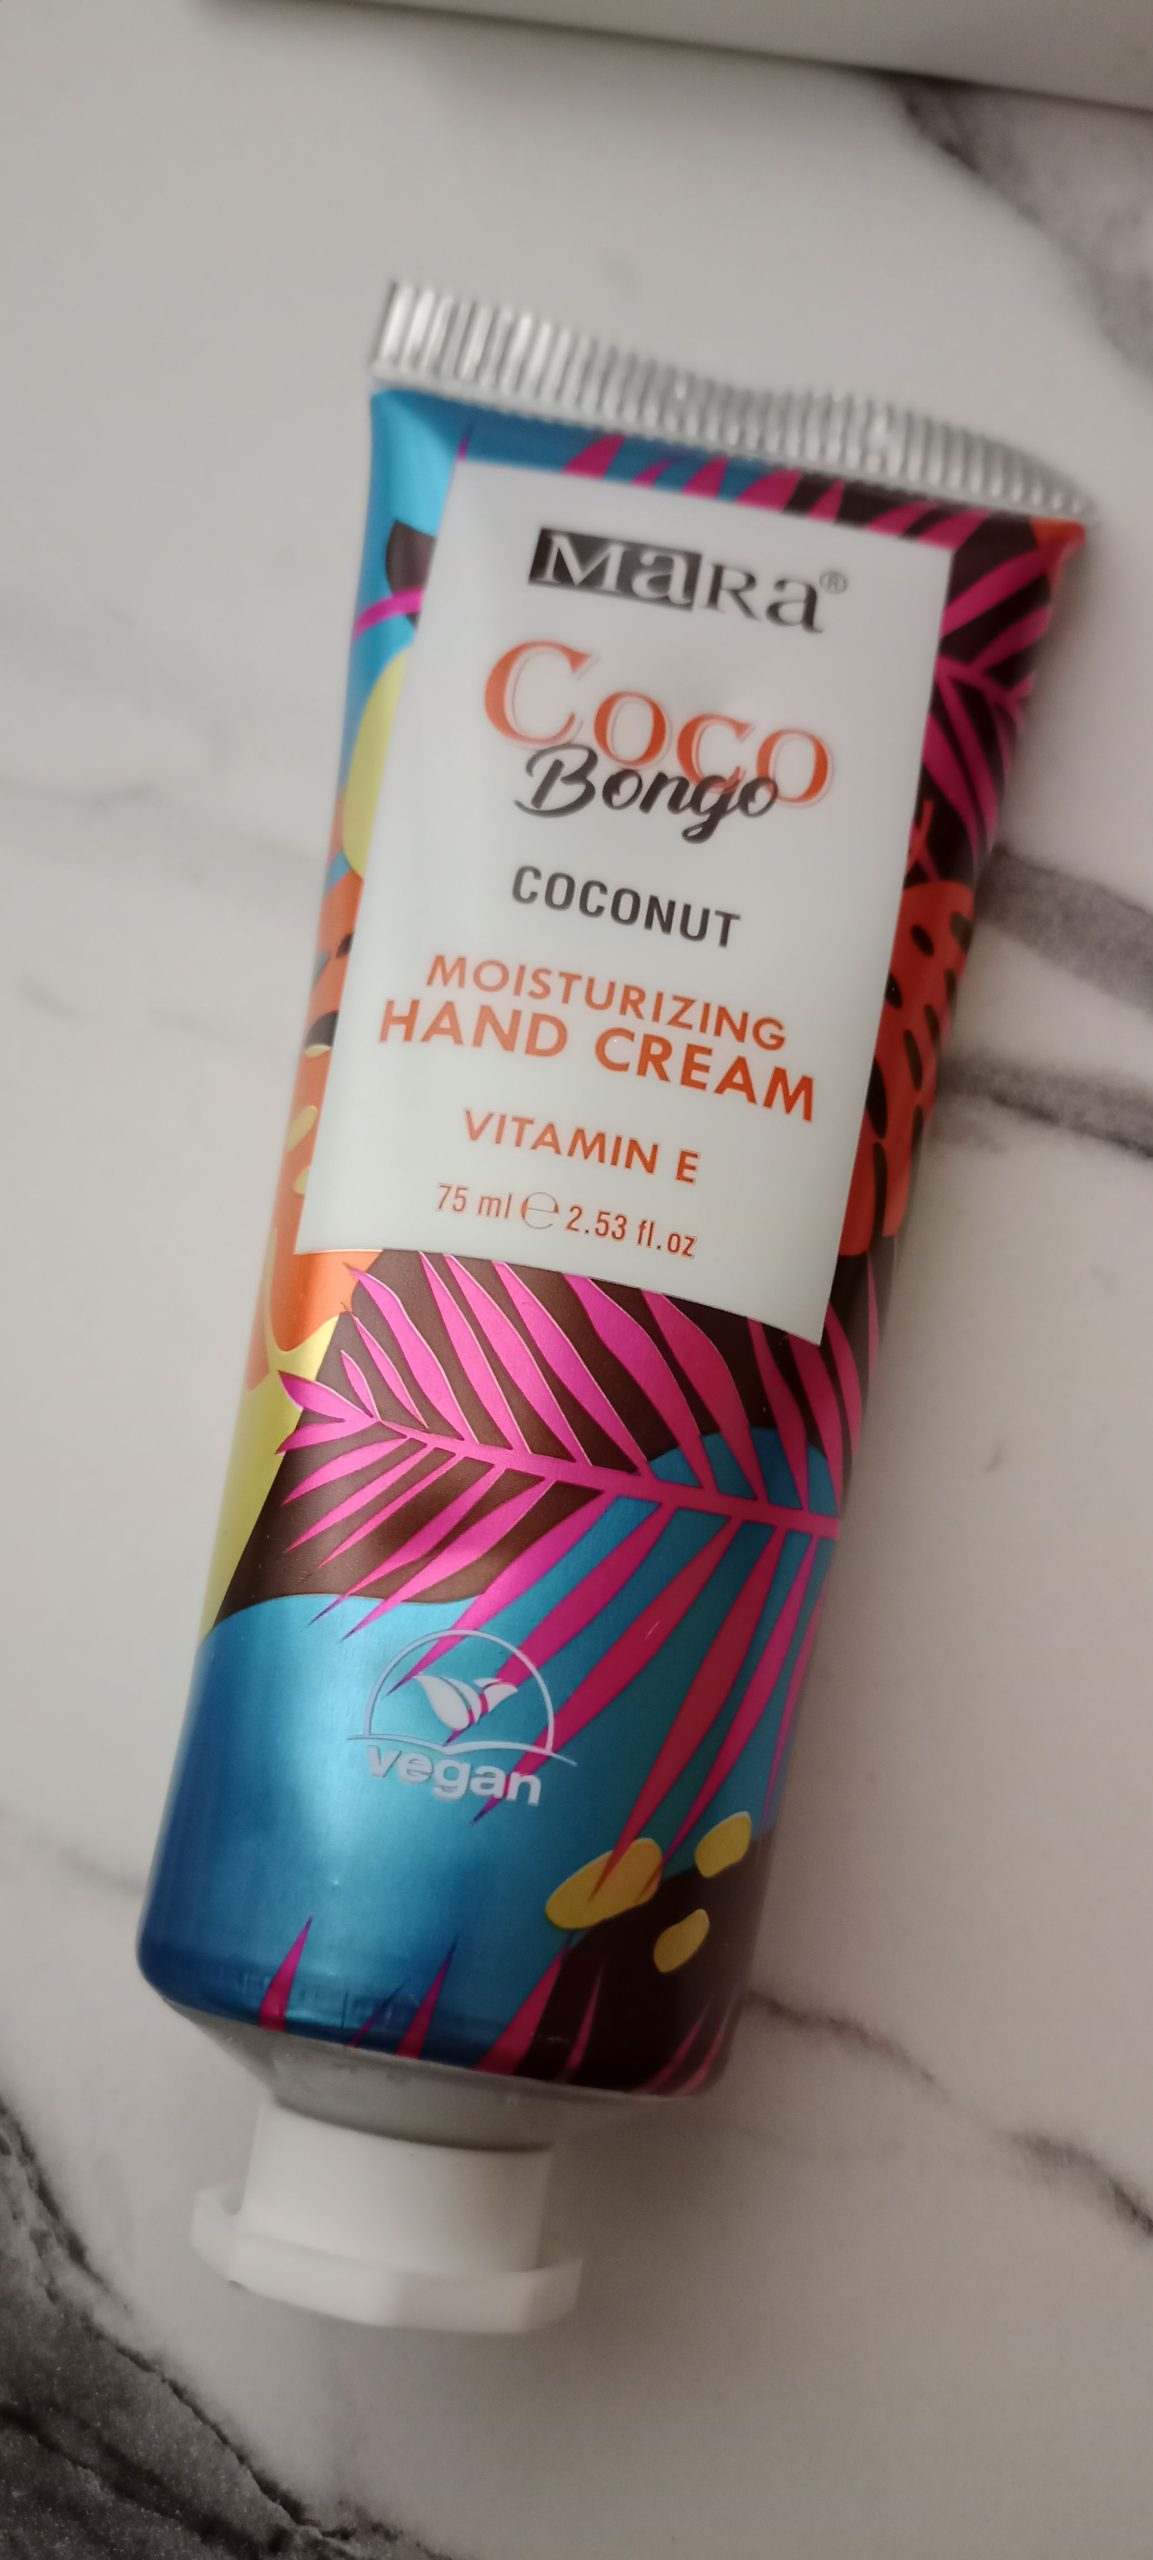 MaRa®
Coco
Bongo
COCONUT
MOISTURIZING
HAND CREAM
VITAMIN E
75 ml ℮ 2.53 fl.oz
vegan